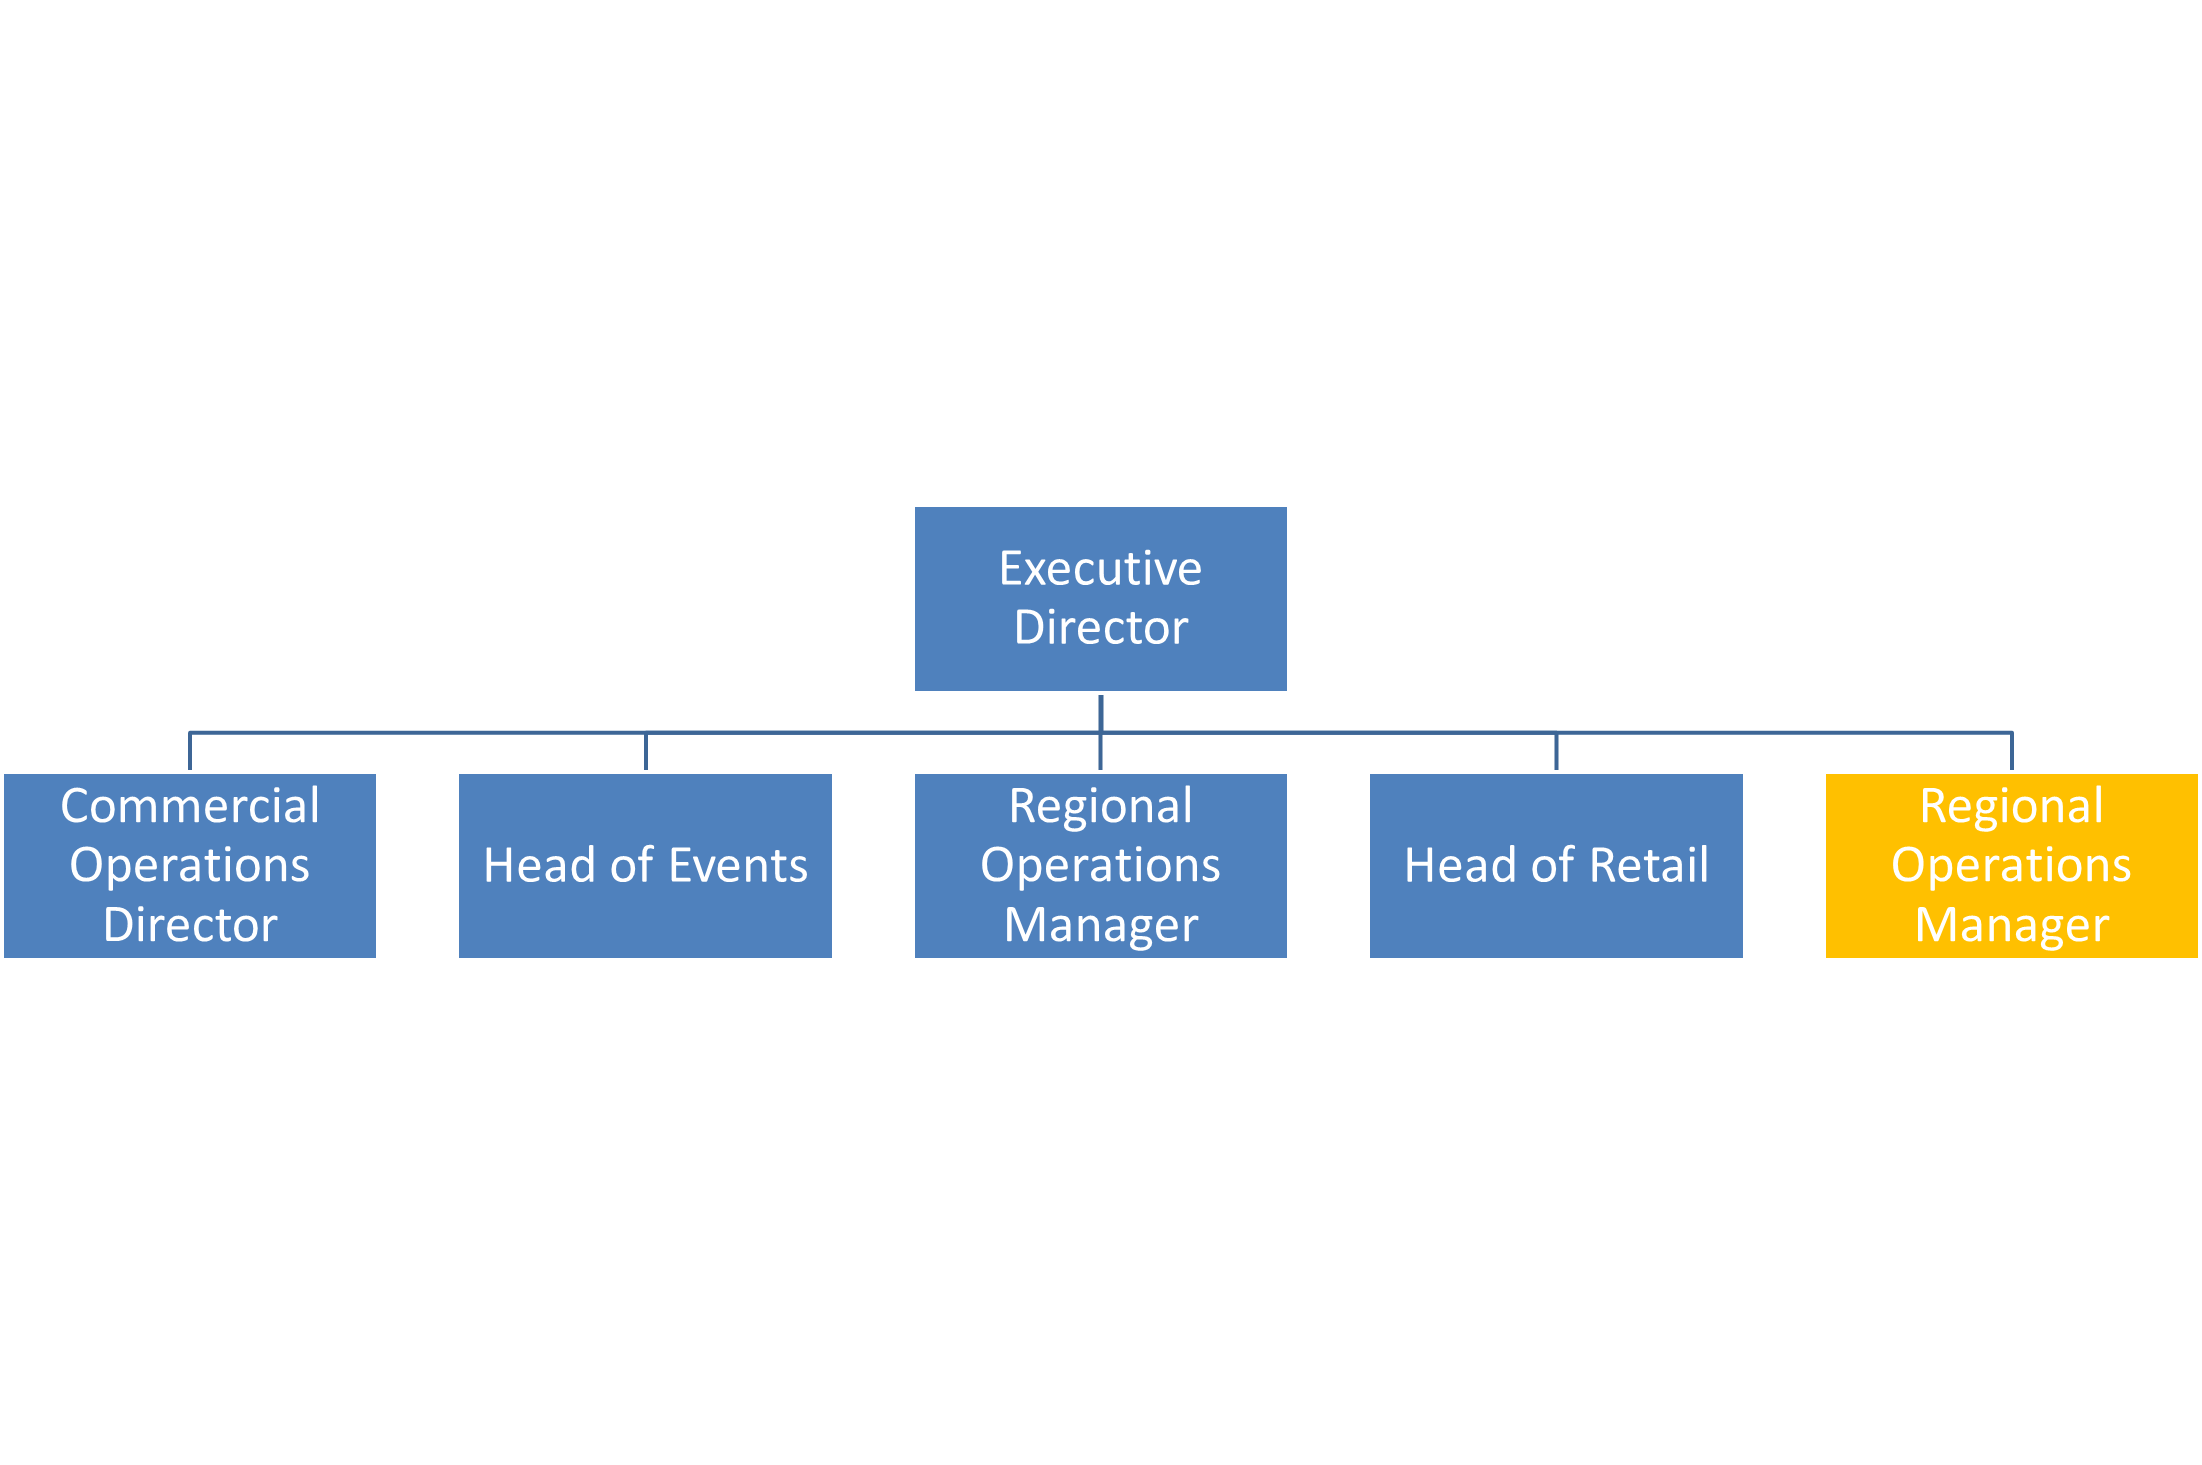 Executive
Director
Commercial
Operations
Director
Head of Events
Regional
Operations
Manager
Head of Retail
Regional
Operations
Manager